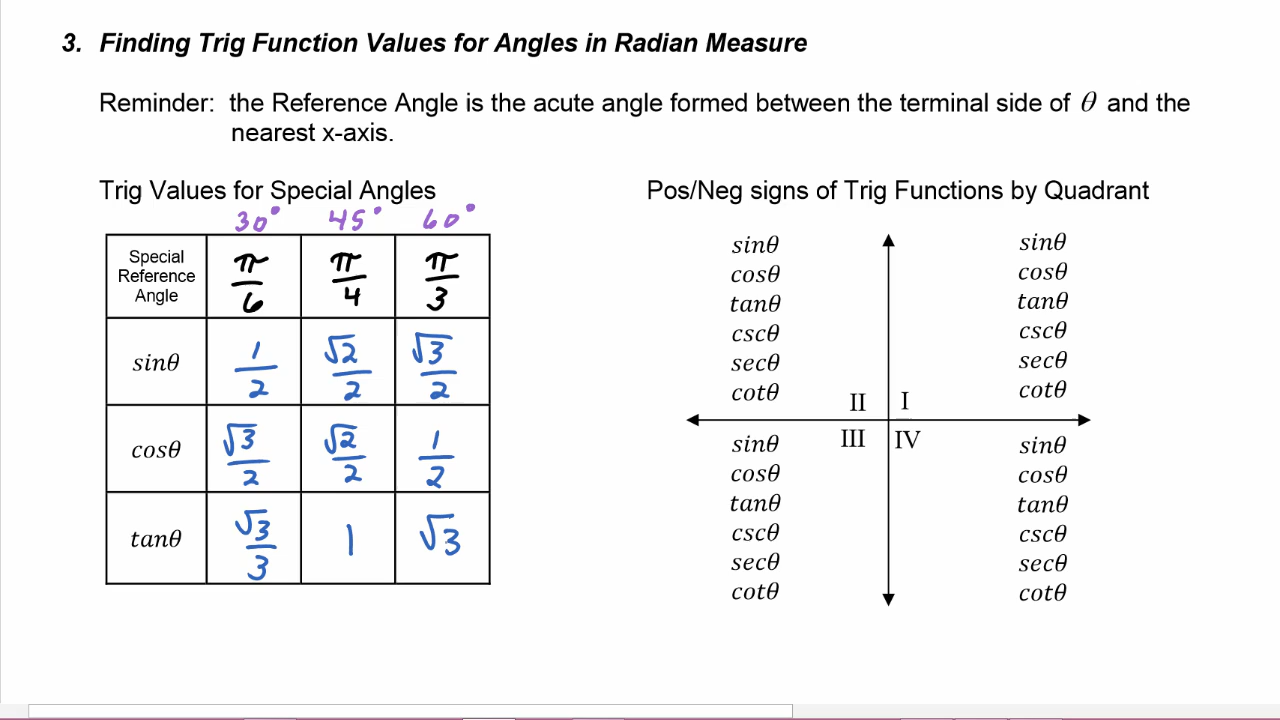 3. Finding Trig Function Values for Angles in Radian Measure
Reminder: the Reference Angle is the acute angle formed between the terminal side of θ and the
nearest x-axis.
Trig Values for Special Angles
30° 45° 60°
Special Reference Angle π/6 π/4 π/3
sinθ 1/2 √2/2 √3/2
cosθ √3/2 √2/2 1/2
tanθ √3/3 1 √3
Pos/Neg signs of Trig Functions by Quadrant
sinθ
cosθ
tanθ
cscθ
secθ
cotθ
II
sinθ
cosθ
tanθ
cscθ
secθ
cotθ
I
III
sinθ
cosθ
tanθ
cscθ
secθ
cotθ
IV
sinθ
cosθ
tanθ
cscθ
secθ
cotθ